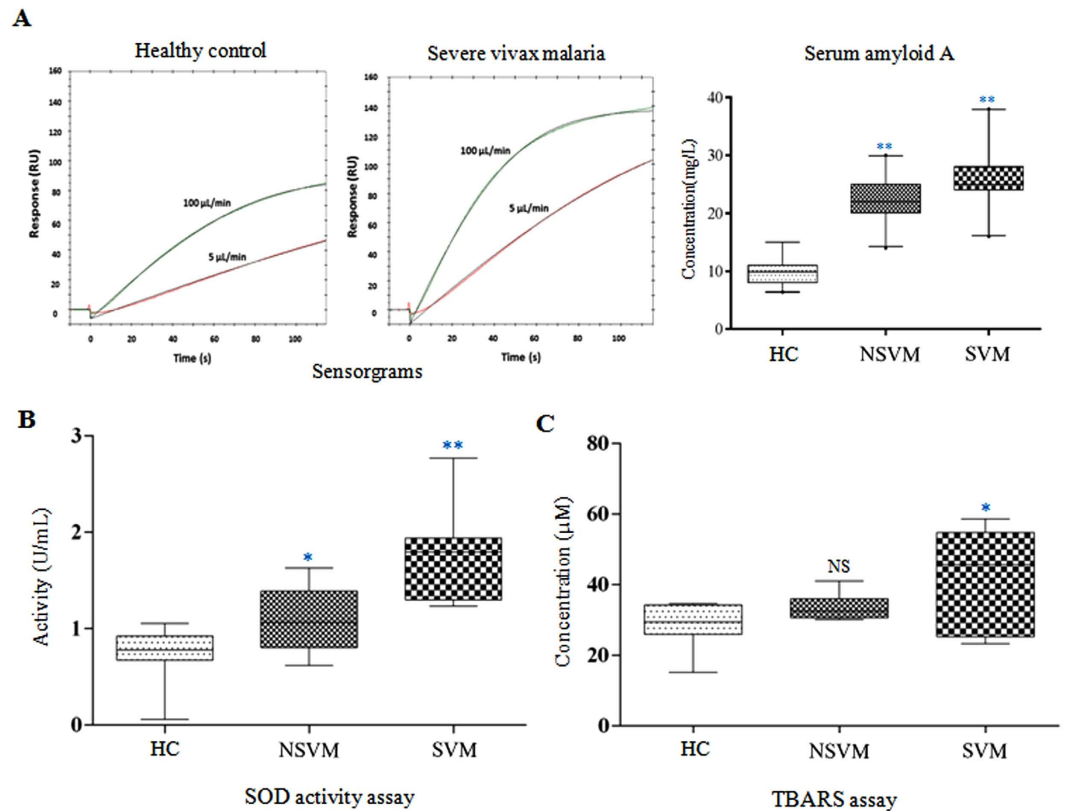 A
Healthy control
Severe vivax malaria
Serum amyloid A
160
140
120
100
80
60
40
20
0
Response (RU)
100 µL/min
5 µL/min
0 20 40 60 80 100
Time (s)
160
140
120
100
80
60
40
20
0
Response (RU)
100 µL/min
5 µL/min
0 20 40 60 80 100
Time (s)
Sensorgrams
40
30
20
10
0
Concentration(mg/L)
**
**
HC NSVM SVM
B
3
2
1
0
Activity (U/mL)
*
**
HC NSVM SVM
SOD activity assay
C
80
60
40
20
0
Concentration (µM)
NS
*
HC NSVM SVM
TBARS assay